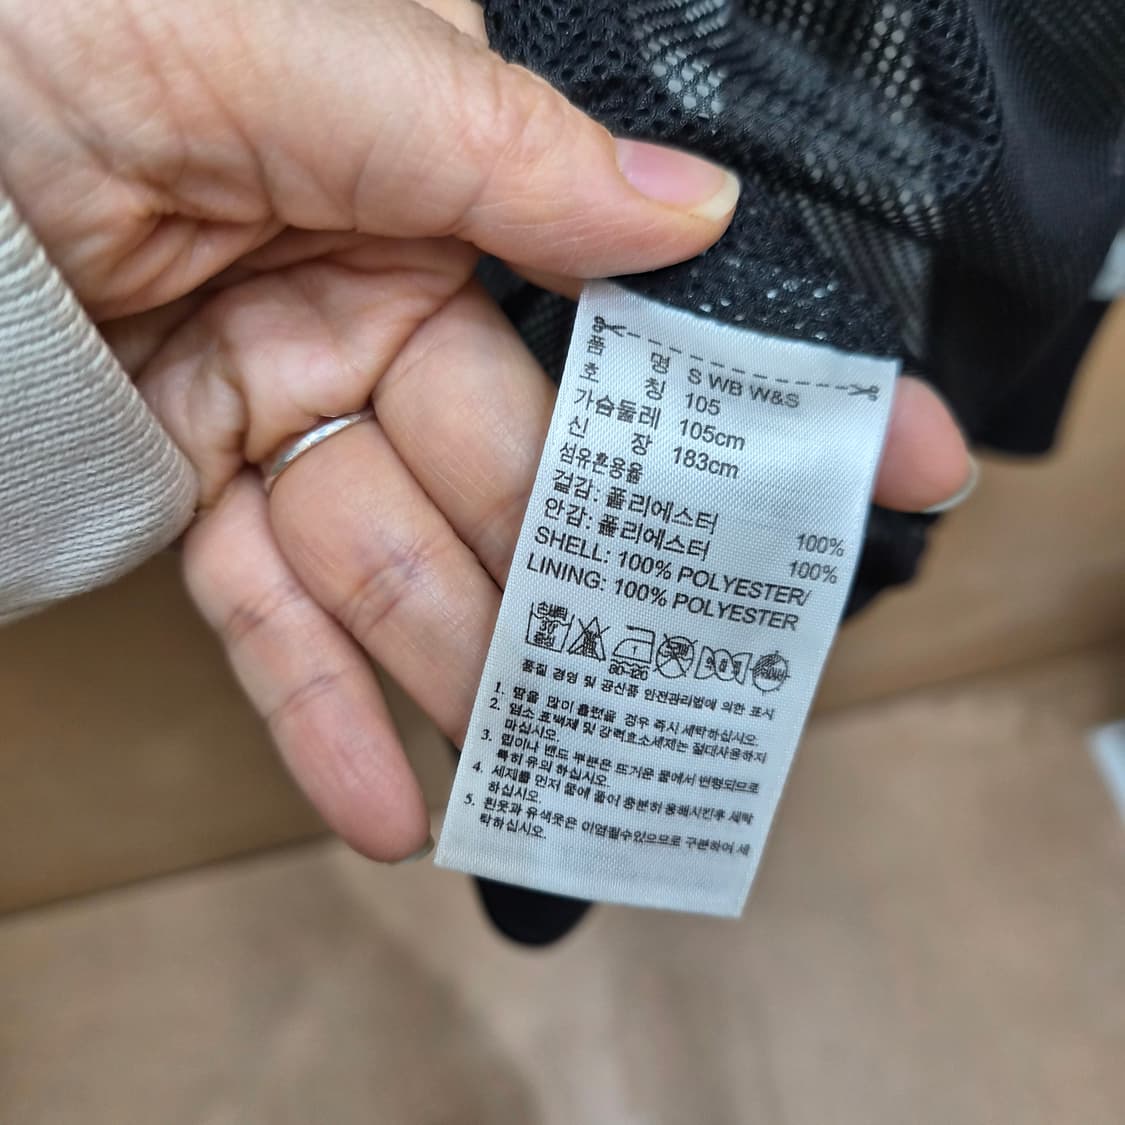 품 명 S WB W&S
호 칭 105
가슴둘레 105cm
신 장 183cm
섬유혼용율
겉감: 폴리에스터 100%
안감: 폴리에스터 100%
SHELL: 100% POLYESTER/
LINING: 100% POLYESTER
30° 중성
80-120
품질 경영 및 공산품 안전관리법에 의한 표시
1. 땀을 많이 흘렸을 경우 즉시 세탁하십시오.
2. 염소 표백제 및 강력효소세제는 절대사용하지
마십시오.
3. 밑이나 밴드 부분은 뜨거운 물에서 변형되므로
특히 유의 하십시오.
4. 세제를 먼저 물에 풀어 충분히 용해시킨후 세탁
하십시오.
5. 흰옷과 유색옷은 이염될수있으므로 구분하여 세
탁하십시오.